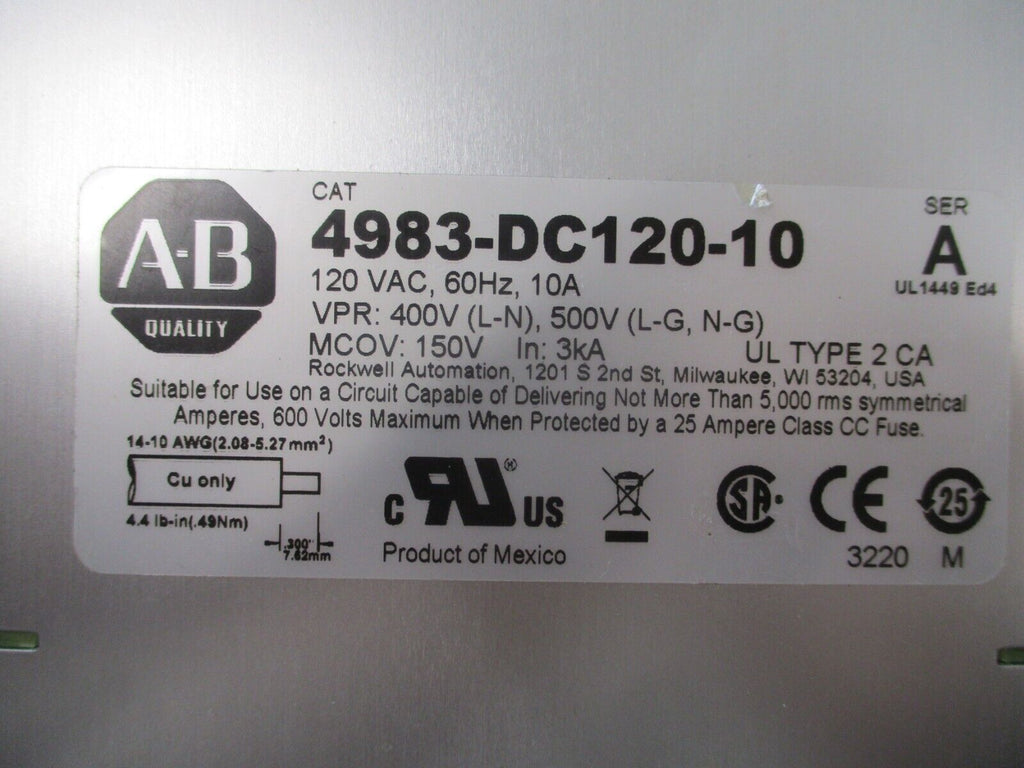 CAT
4983-DC120-10
SER
A
UL1449 Ed4
A-B
QUALITY
120 VAC, 60Hz, 10A
VPR: 400V (L-N), 500V (L-G, N-G)
MCOV: 150V In: 3kA UL TYPE 2 CA
Rockwell Automation, 1201 S 2nd St, Milwaukee, WI 53204, USA
Suitable for Use on a Circuit Capable of Delivering Not More Than 5,000 rms symmetrical
Amperes, 600 Volts Maximum When Protected by a 25 Ampere Class CC Fuse.
14-10 AWG(2.08-5.27mm²)
Cu only
4.4 lb-in(.49Nm)
.300"
7.62mm
C RU® US
Product of Mexico
SA
CE
25
3220 M